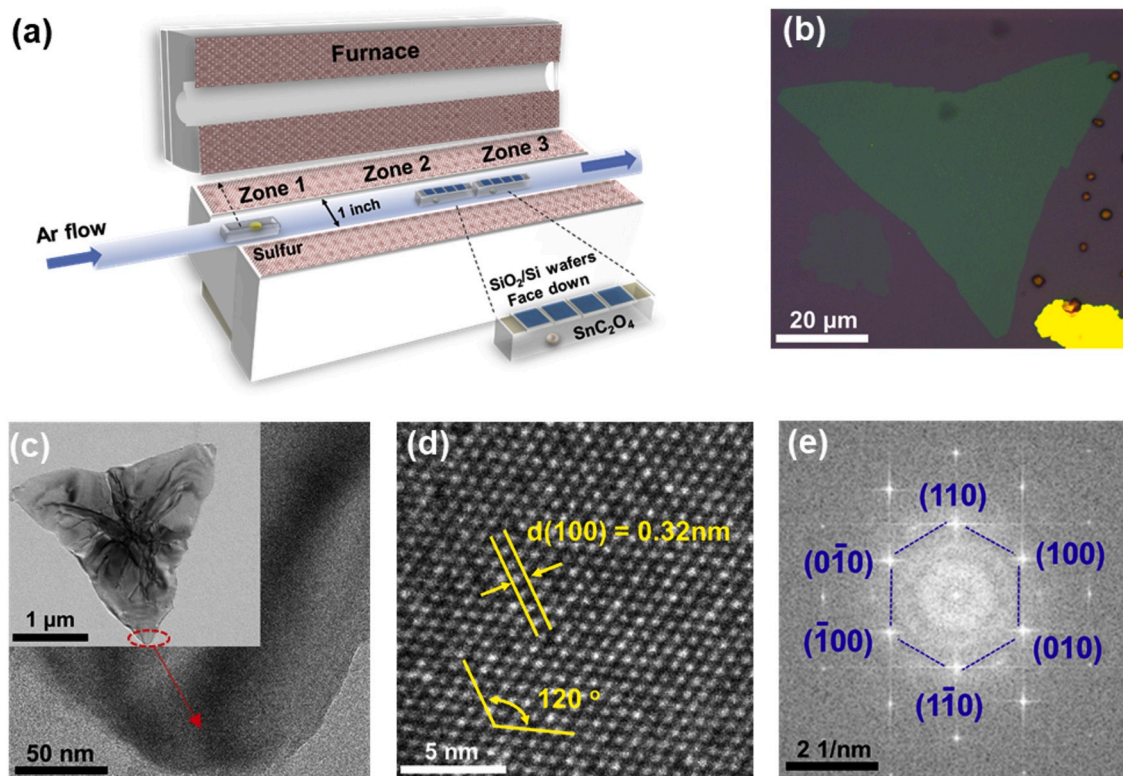 (a)
Furnace
Zone 1
Zone 2
Zone 3
1 inch
Ar flow
Sulfur
SiO₂/Si wafers
Face down
SnC₂O₄
(b)
20 μm
(c)
1 μm
50 nm
(d)
d(100) = 0.32nm
120 °
5 nm
(e)
(110)
(01̄0)
(100)
(1̄00)
(010)
(11̄0)
2 1/nm